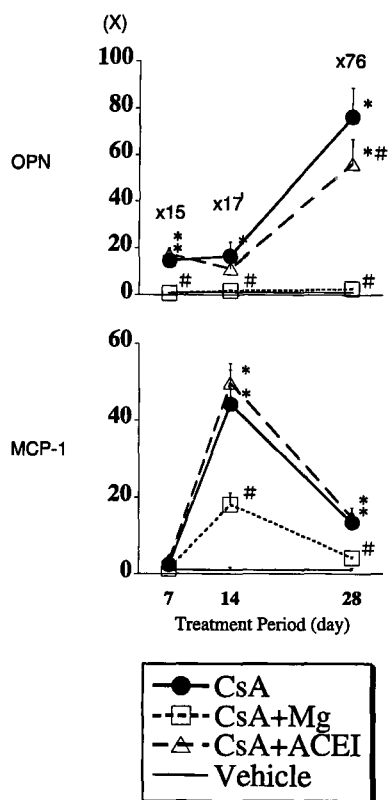 (X)
100
x76
*
80
OPN
60
*#
x15
x17
40
*
*
*
20
#
#
#
0
60
*
*
40
MCP-1
20
#
*
*
#
0
7 14 28
Treatment Period (day)
CsA
CsA+Mg
CsA+ACEI
Vehicle